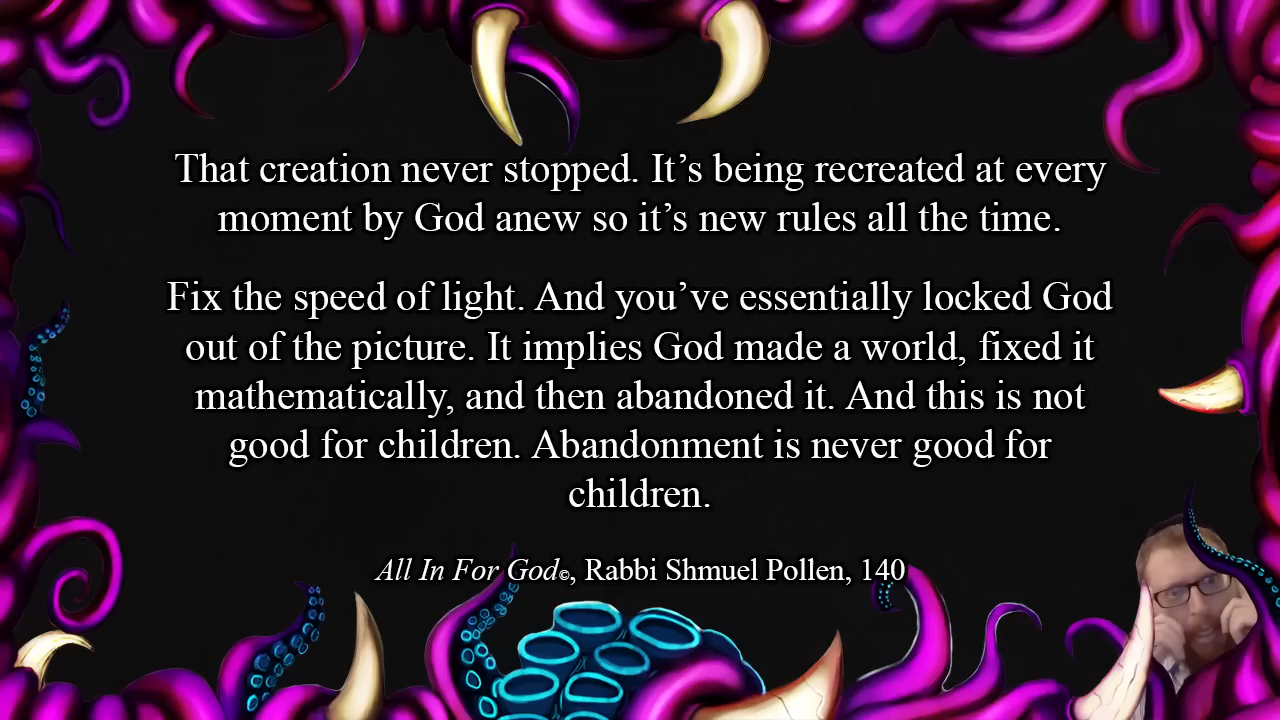 That creation never stopped. It’s being recreated at every
moment by God anew so it’s new rules all the time.
Fix the speed of light. And you’ve essentially locked God
out of the picture. It implies God made a world, fixed it
mathematically, and then abandoned it. And this is not
good for children. Abandonment is never good for
children.
All In For God©, Rabbi Shmuel Pollen, 140